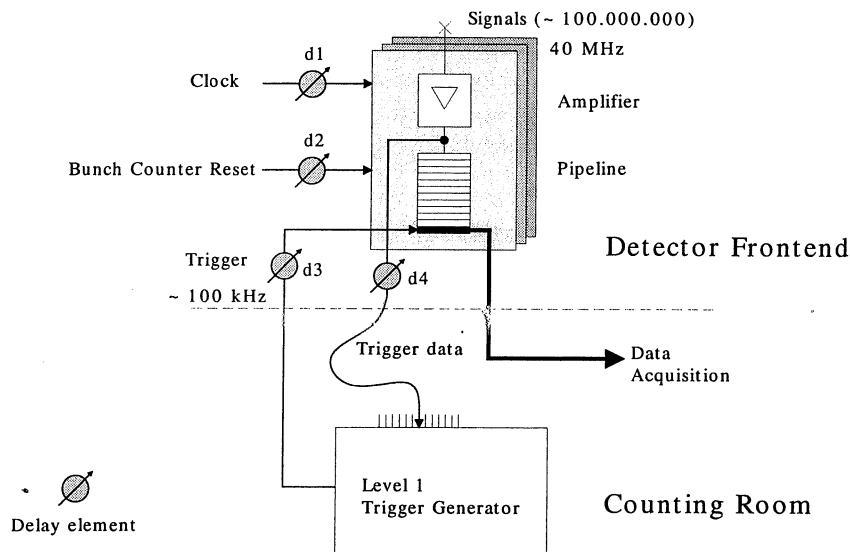 Signals (~ 100.000.000)
40 MHz
d1
Clock
Amplifier
d2
Bunch Counter Reset
Pipeline
Detector Frontend
Trigger
d3
d4
~ 100 kHz
Trigger data
Data
Acquisition
Level 1
Trigger Generator
Counting Room
Delay element